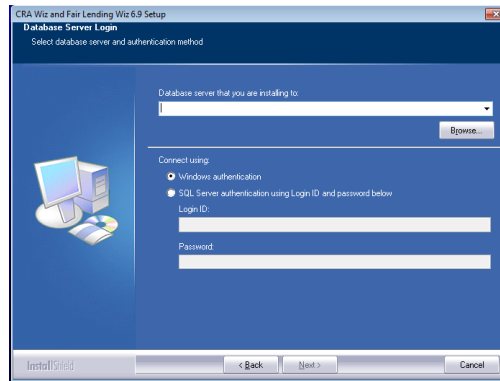 CRA Wiz and Fair Lending Wiz 6.9 Setup
Database Server Login
Select database server and authentication method
Database server that you are installing to:
Browse...
Connect using:
Windows authentication
SQL Server authentication using Login ID and password below
Login ID:
Password:
InstallShield
< Back
Next >
Cancel